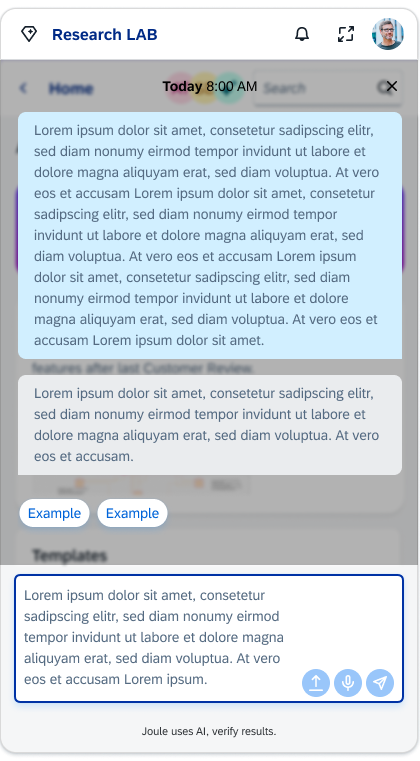 Research LAB
Home
Today 8:00 AM
Search
Lorem ipsum dolor sit amet, consetetur sadipscing elitr,
sed diam nonumy eirmod tempor invidunt ut labore et
dolore magna aliquyam erat, sed diam voluptua. At vero
eos et accusam Lorem ipsum dolor sit amet, consetetur
sadipscing elitr, sed diam nonumy eirmod tempor
invidunt ut labore et dolore magna aliquyam erat, sed
diam voluptua. At vero eos et accusam Lorem ipsum
dolor sit amet, consetetur sadipscing elitr, sed diam
nonumy eirmod tempor invidunt ut labore et dolore
magna aliquyam erat, sed diam voluptua. At vero eos et
accusam Lorem ipsum dolor sit amet.
features after last Customer Review.
Lorem ipsum dolor sit amet, consetetur sadipscing elitr,
sed diam nonumy eirmod tempor invidunt ut labore et
dolore magna aliquyam erat, sed diam voluptua. At vero
eos et accusam.
Example
Example
Templates
Lorem ipsum dolor sit amet, consetetur
sadipscing elitr, sed diam nonumy eirmod
tempor invidunt ut labore et dolore magna
aliquyam erat, sed diam voluptua. At vero
eos et accusam Lorem ipsum.
Joule uses AI, verify results.